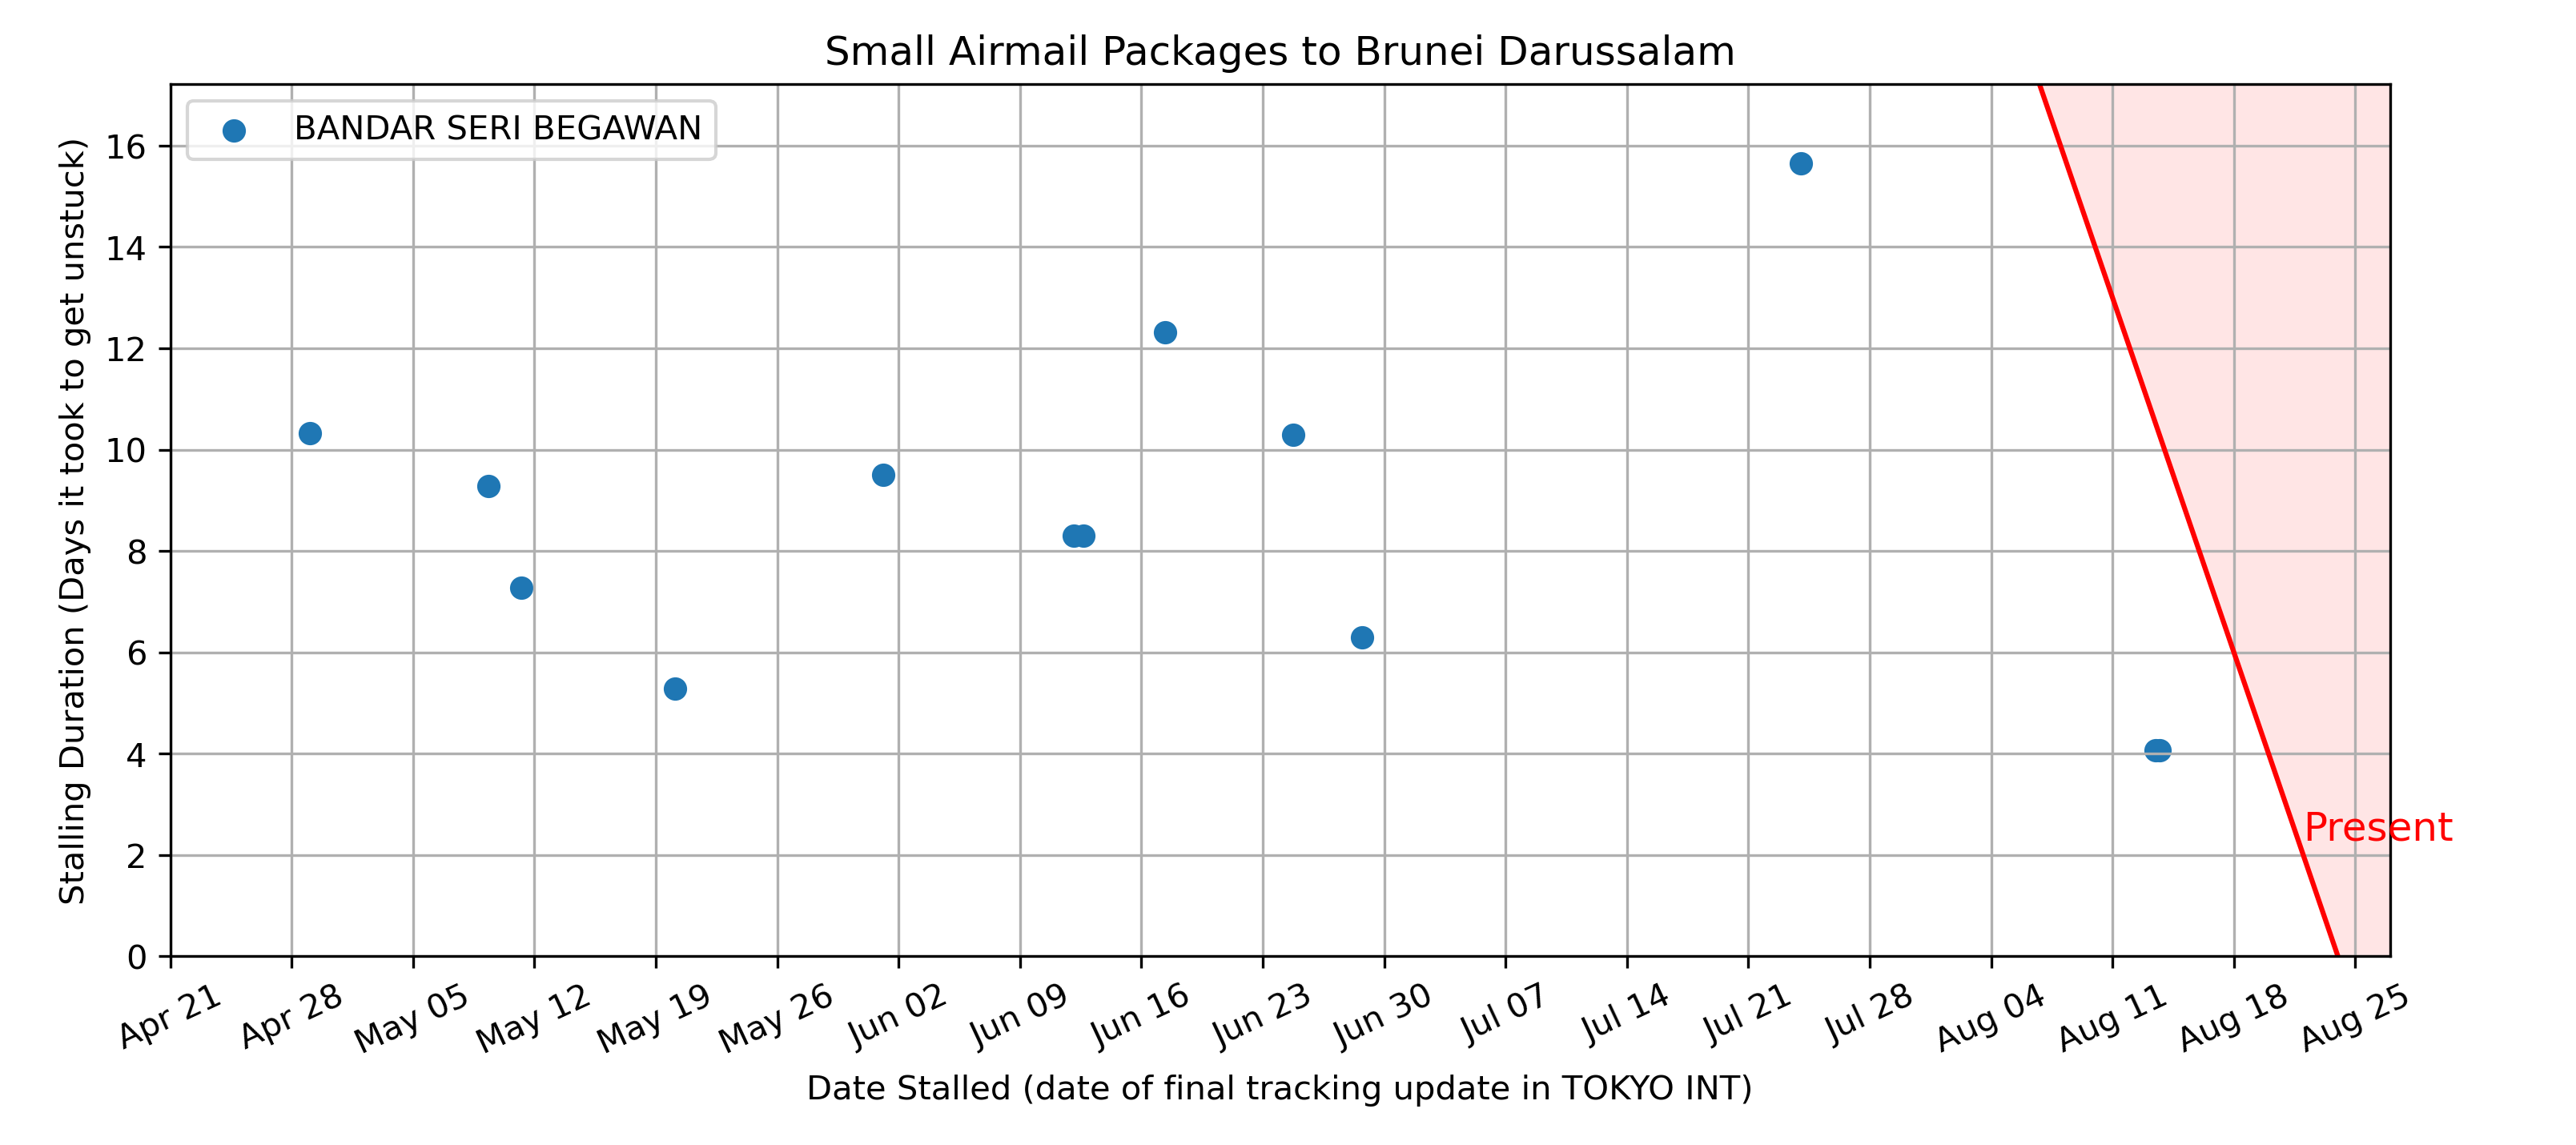 Small Airmail Packages to Brunei Darussalam
BANDAR SERI BEGAWAN
Stalling Duration (Days it took to get unstuck)
16
14
12
10
8
6
4
2
0
Present
Apr 21
Apr 28
May 05
May 12
May 19
May 26
Jun 02
Jun 09
Jun 16
Jun 23
Jun 30
Jul 07
Jul 14
Jul 21
Jul 28
Aug 04
Aug 11
Aug 18
Aug 25
Date Stalled (date of final tracking update in TOKYO INT)